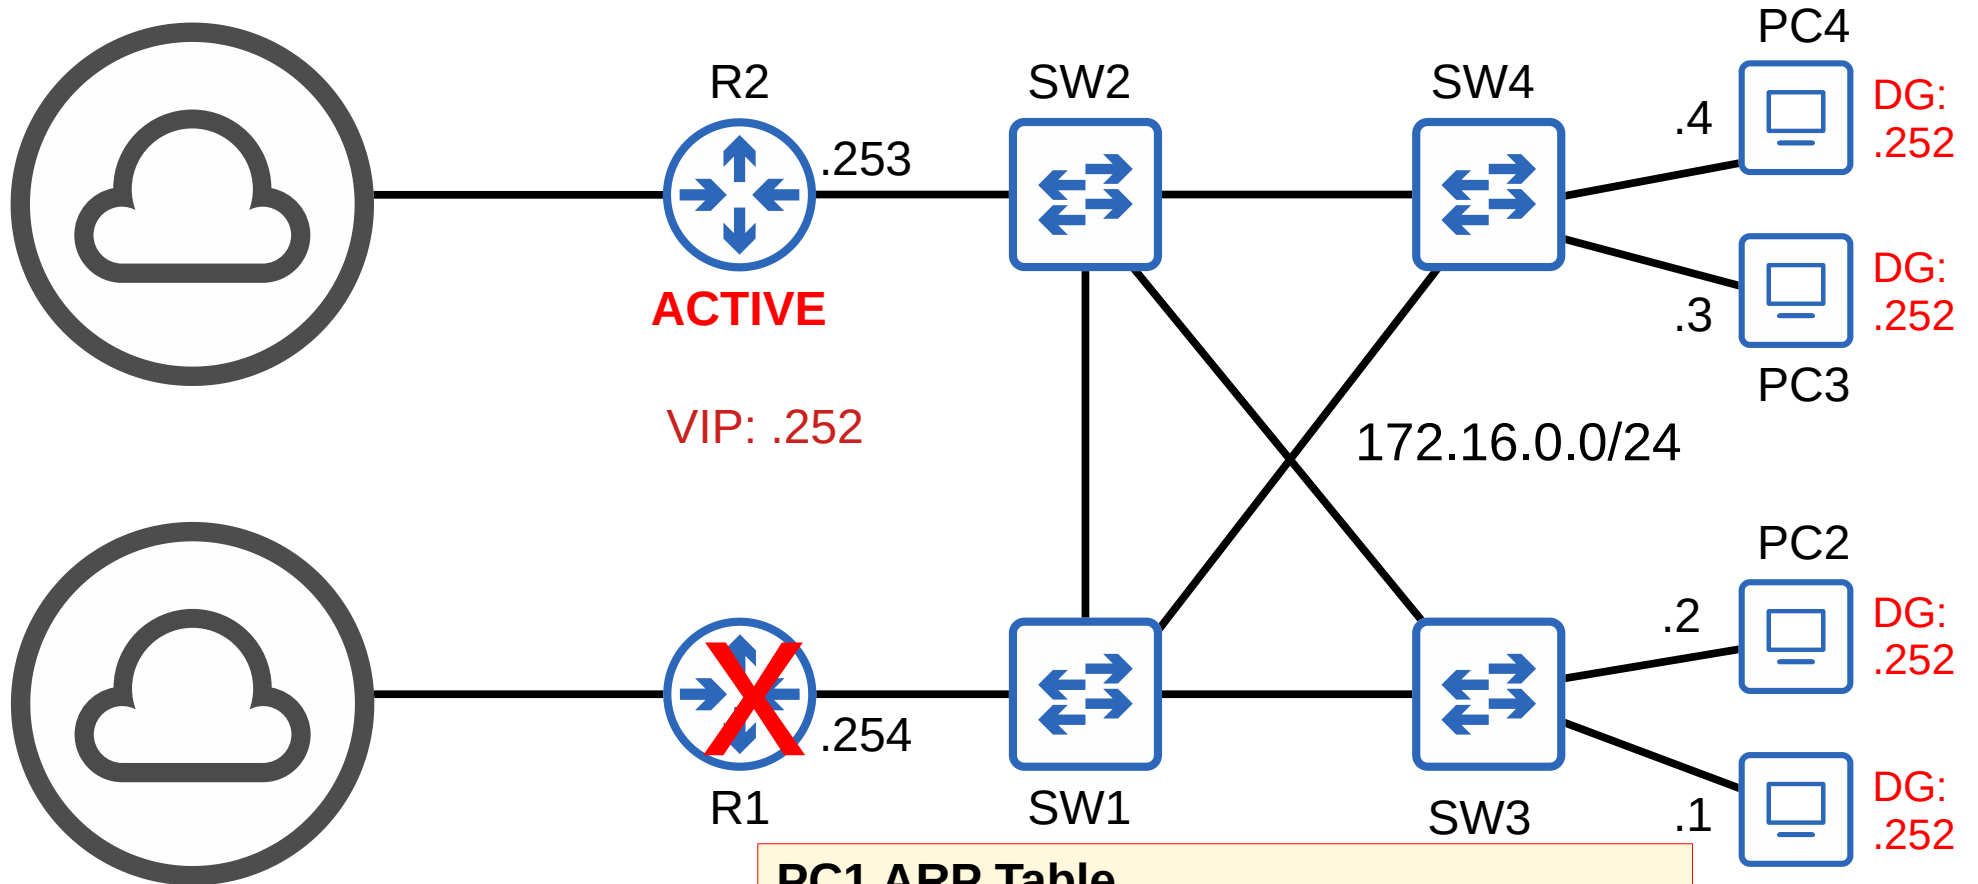 PC4
R2
SW2
SW4
DG:
.252
.4
.253
DG:
.252
.3
ACTIVE
PC3
VIP: .252
172.16.0.0/24
PC2
.2
DG:
.252
X
.254
R1
SW1
SW3
.1
DG:
.252
PC1 ARP Table